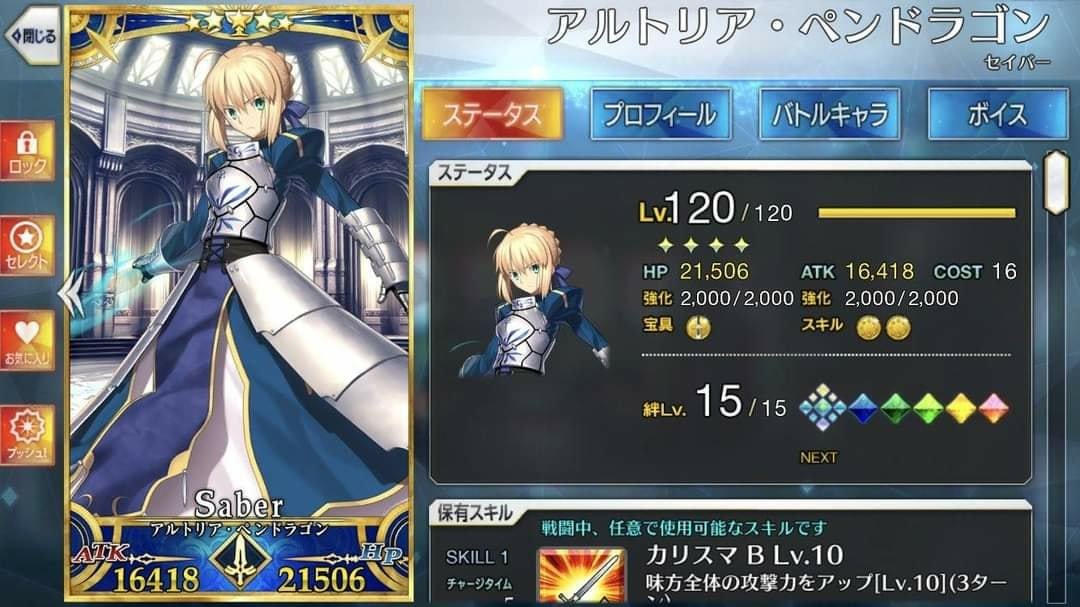 閉じる
アルトリア・ペンドラゴン
セイバー
ステータス
プロフィール
バトルキャラ
ボイス
ロック
セレクト
お気に入り
プッシュ!
Saber
アルトリア・ペンドラゴン
ATK
16418
HP
21506
ステータス
Lv.120/120
HP 21,506 ATK 16,418 COST 16
強化 2,000/2,000 強化 2,000/2,000
宝具 スキル
絆Lv. 15/15
NEXT
保有スキル
戦闘中、任意で使用可能なスキルです
SKILL 1
チャージタイム
カリスマ B Lv.10
味方全体の攻撃力をアップ[Lv.10](3ター